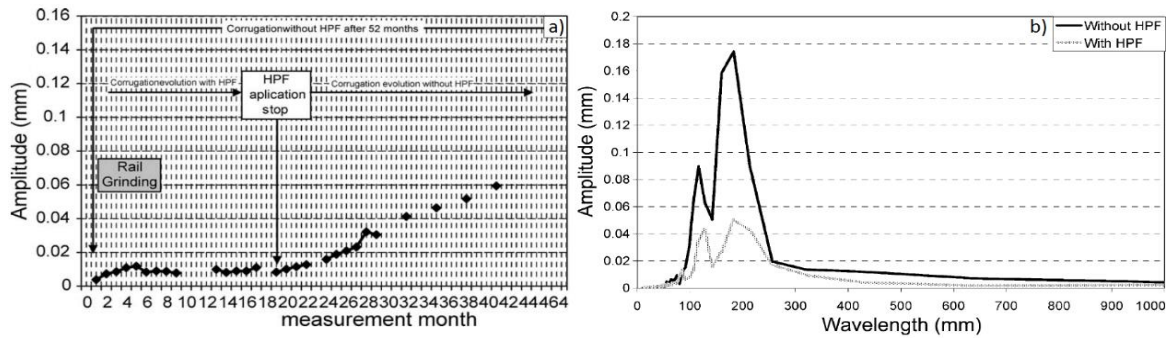 a)
0.16
0.14
0.12
0.1
0.08
0.06
0.04
0.02
0
Amplitude (mm)
Corrugationwithout HPF after 52 months
Corrugationevolution with HPF
HPF
aplication
stop
Corrugation evolution without HPF
Rail
Grinding
0 2 4 6 8 10 12 14 16 18 20 22 24 26 28 30 32 34 36 38 40 42 44 46 4
measurement month
b)
0.2
0.18
0.16
0.14
0.12
0.1
0.08
0.06
0.04
0.02
0
Amplitude (mm)
Without HPF
With HPF
0 100 200 300 400 500 600 700 800 900 1000
Wavelength (mm)